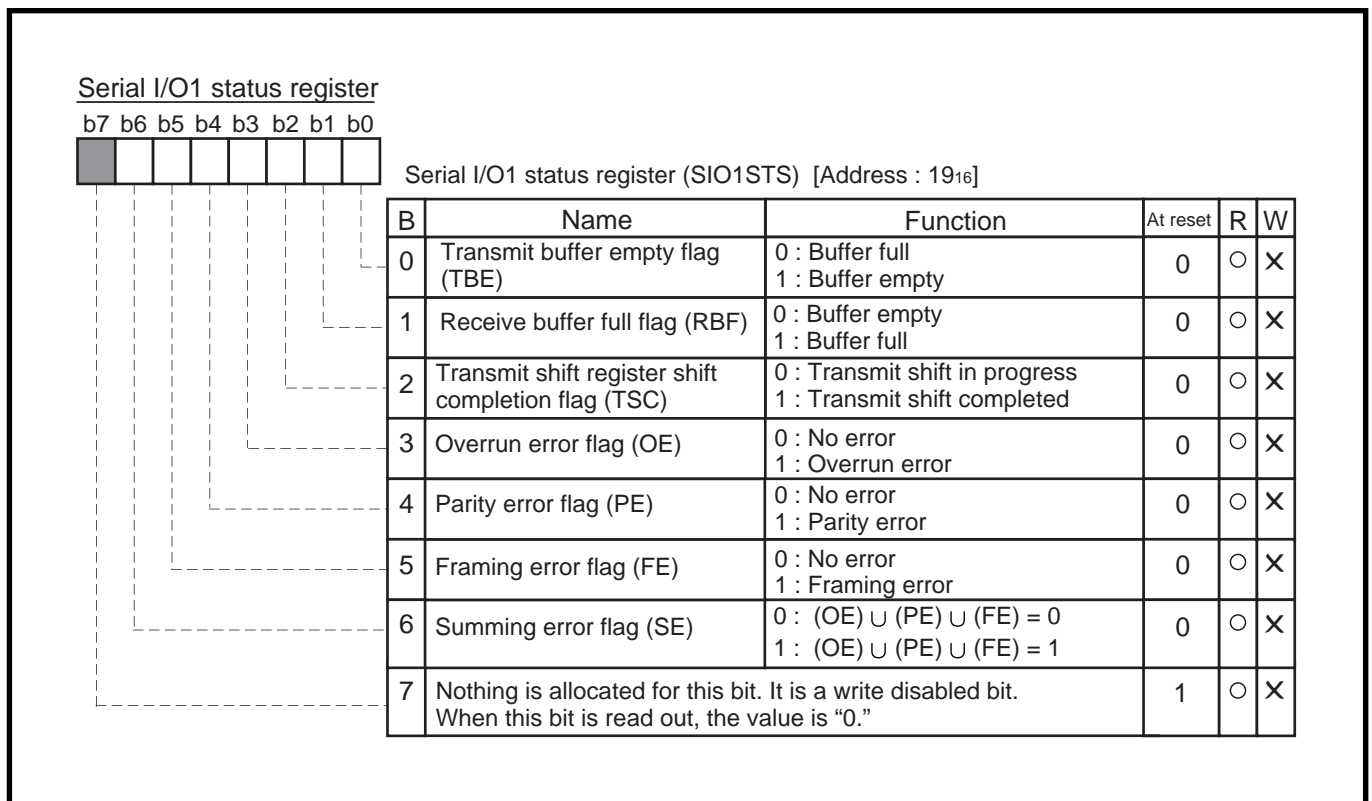 Serial I/O1 status register
b7 b6 b5 b4 b3 b2 b1 b0
Serial I/O1 status register (SIO1STS) [Address : 19₁₆]
B Name Function At reset R W
0 Transmit buffer empty flag (TBE) 0 : Buffer full 0 ○ ×
1 : Buffer empty
1 Receive buffer full flag (RBF) 0 : Buffer empty 0 ○ ×
1 : Buffer full
2 Transmit shift register shift completion flag (TSC) 0 : Transmit shift in progress 0 ○ ×
1 : Transmit shift completed
3 Overrun error flag (OE) 0 : No error 0 ○ ×
1 : Overrun error
4 Parity error flag (PE) 0 : No error 0 ○ ×
1 : Parity error
5 Framing error flag (FE) 0 : No error 0 ○ ×
1 : Framing error
6 Summing error flag (SE) 0 : (OE) ∪ (PE) ∪ (FE) = 0 0 ○ ×
1 : (OE) ∪ (PE) ∪ (FE) = 1
7 Nothing is allocated for this bit. It is a write disabled bit. 1 ○ ×
When this bit is read out, the value is “0.”